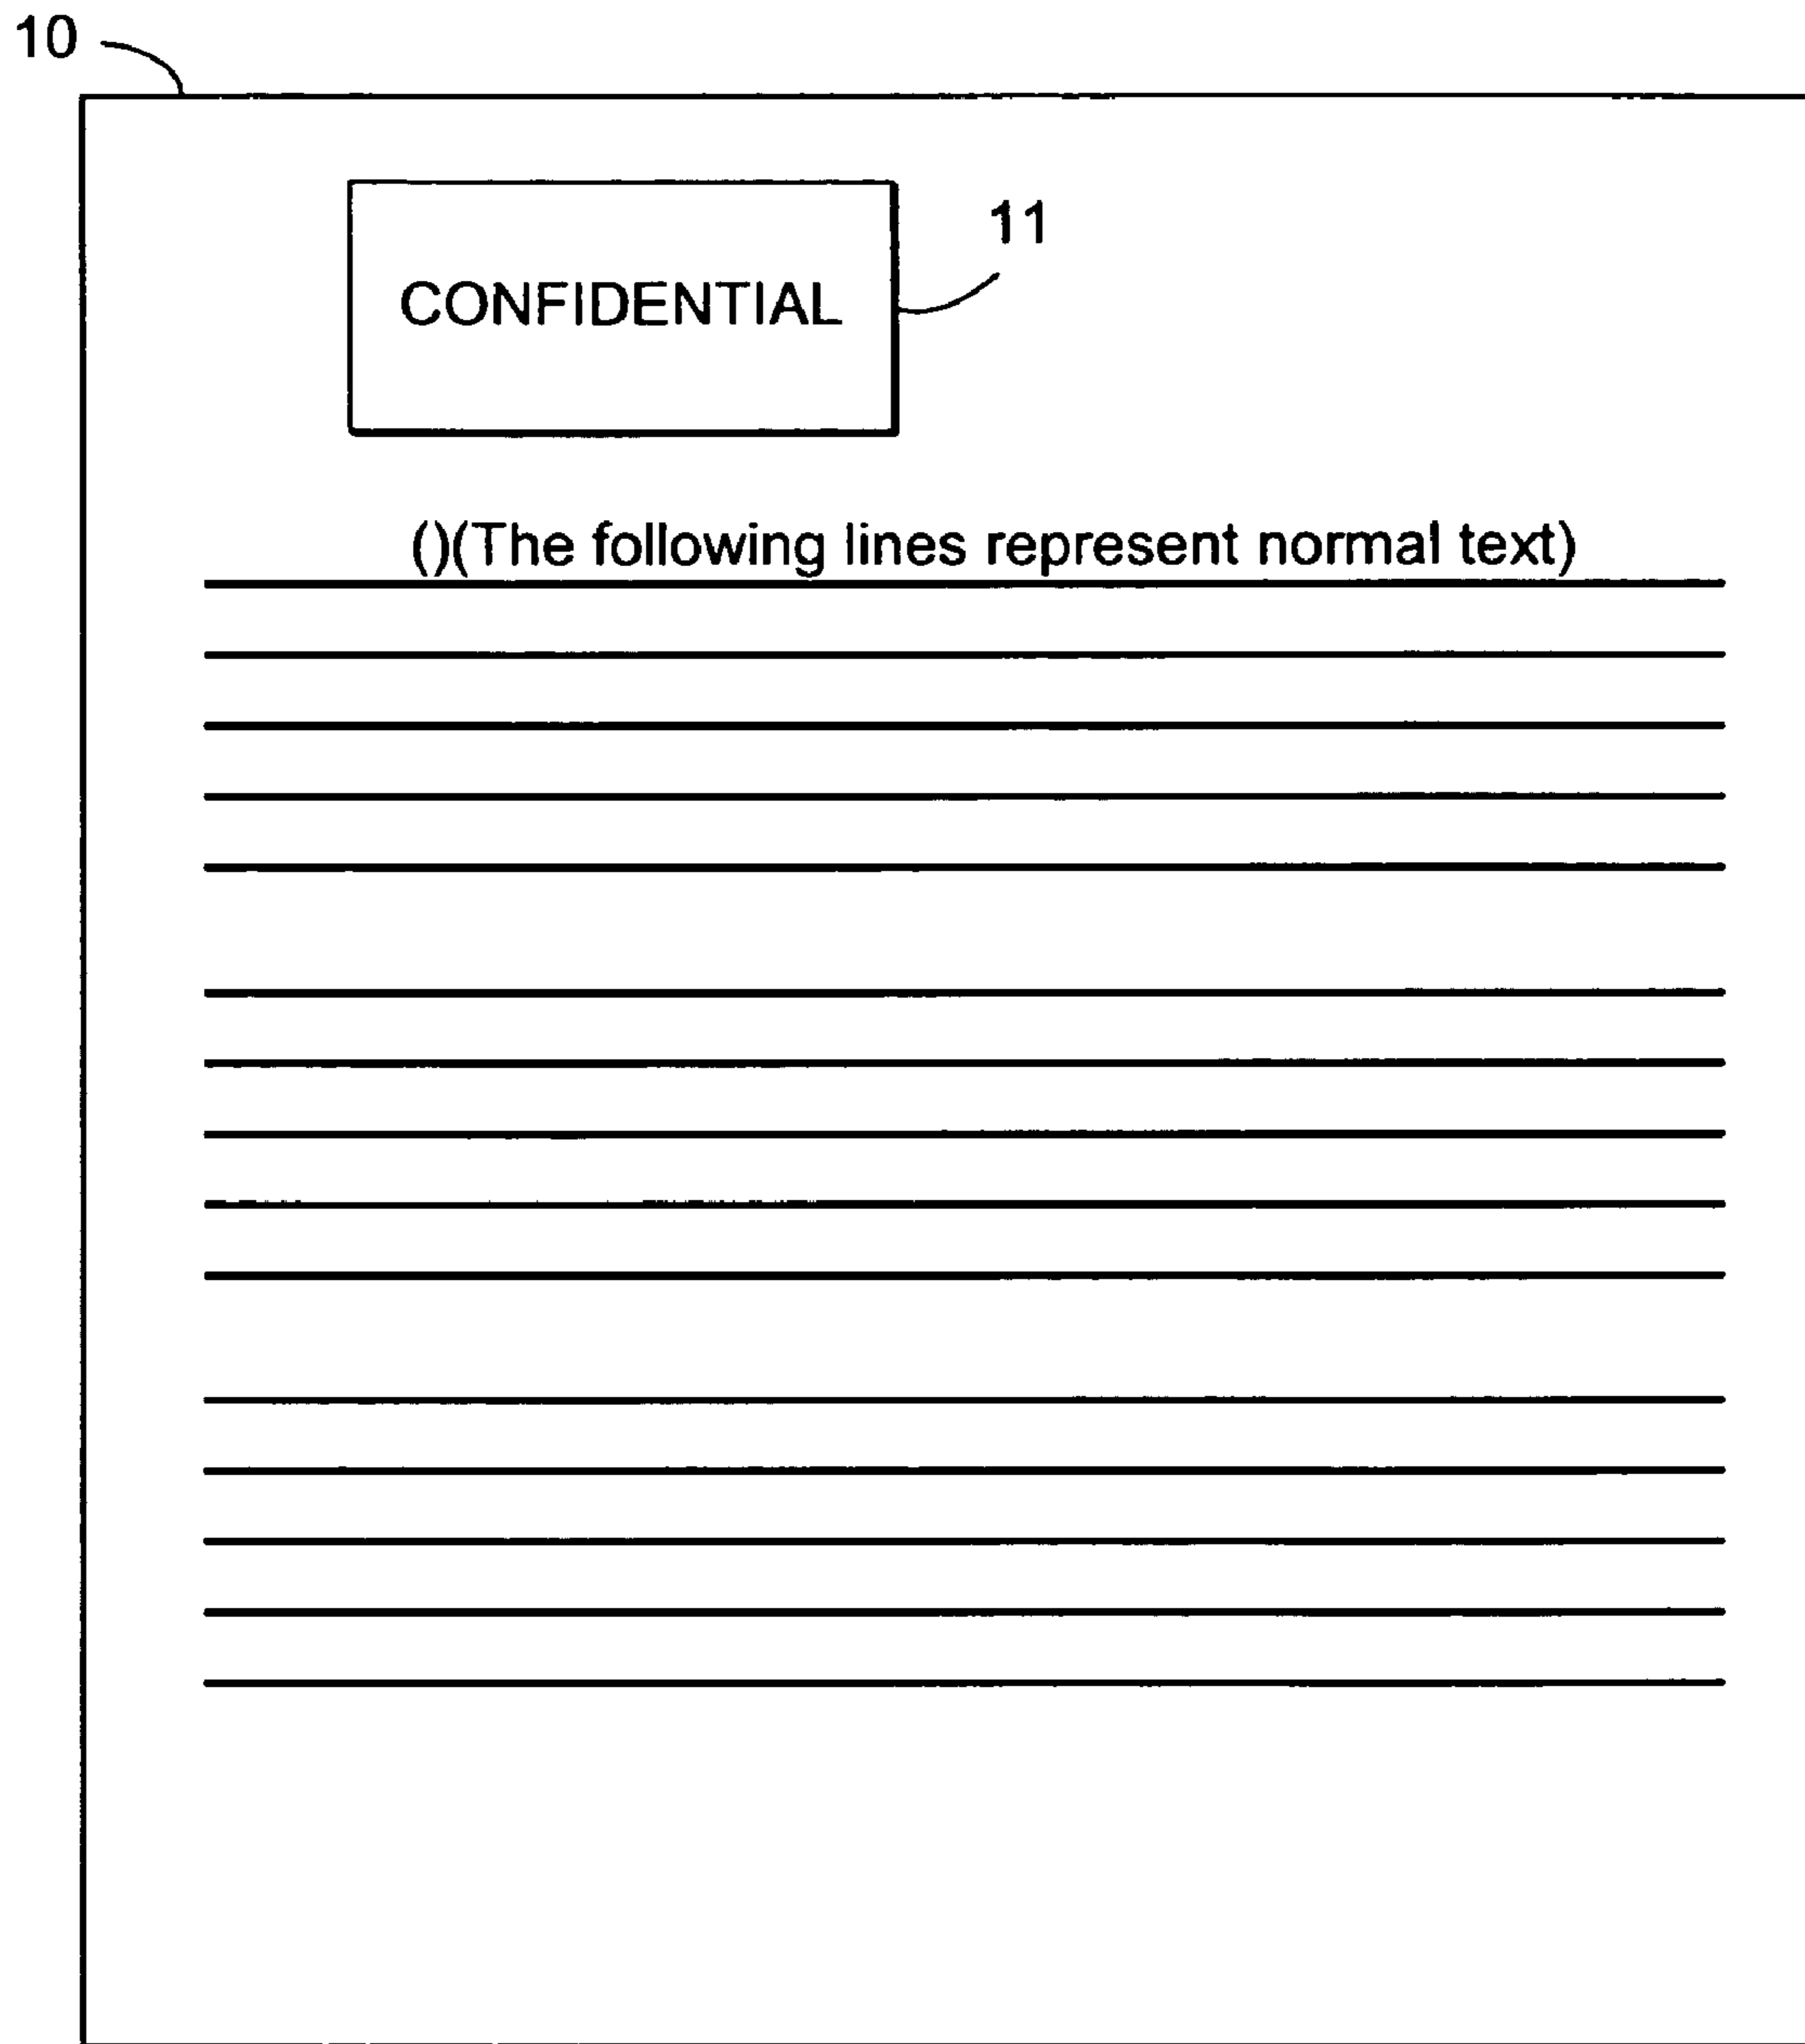 10
11
CONFIDENTIAL
()(The following lines represent normal text)